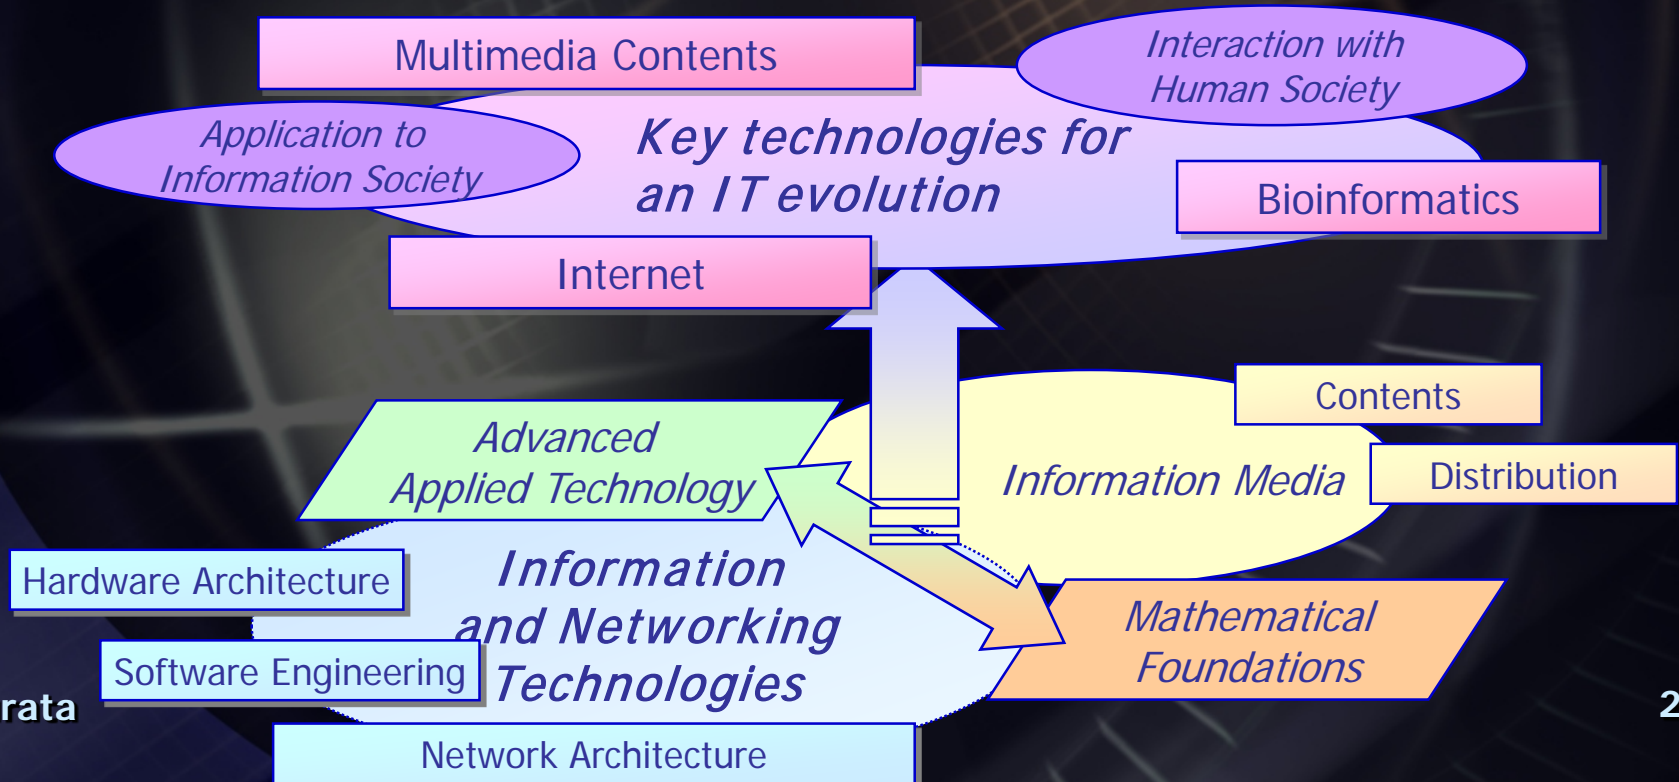 Multimedia Contents
Interaction with
Human Society
Application to
Information Society
Key technologies for
an IT evolution
Bioinformatics
Internet
Contents
Advanced
Applied Technology
Information Media
Distribution
Hardware Architecture
Information
and Networking
Technologies
Mathematical
Foundations
Software Engineering
rata
2
Network Architecture